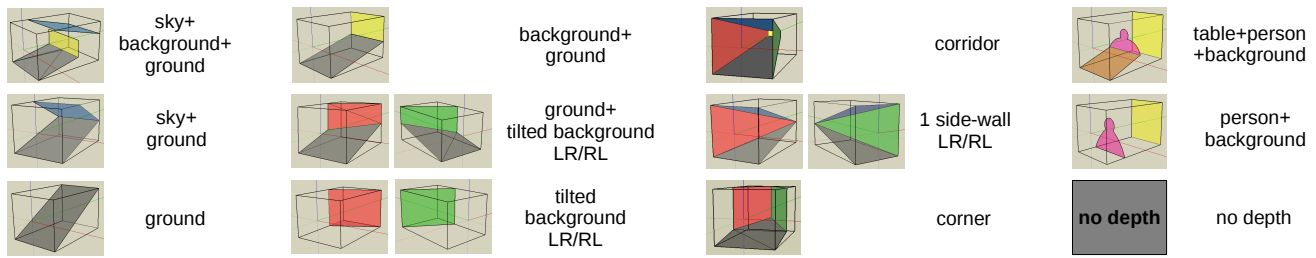 sky+
background+
ground
background+
ground
corridor
table+person
+background
sky+
ground
ground+
tilted background
LR/RL
1 side-wall
LR/RL
person+
background
ground
tilted
background
LR/RL
corner
no depth
no depth